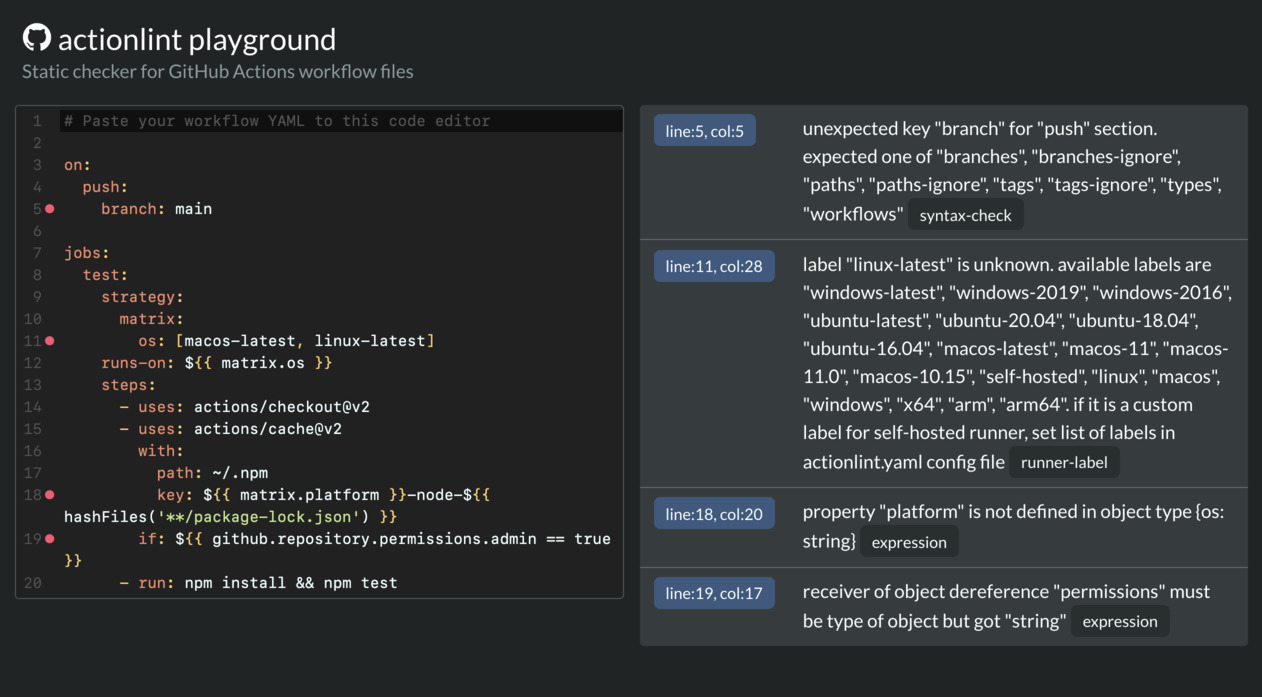 actionlint playground
Static checker for GitHub Actions workflow files
1 # Paste your workflow YAML to this code editor
2
3 on:
4   push:
5     branch: main
6
7 jobs:
8   test:
9     strategy:
10       matrix:
11         os: [macos-latest, linux-latest]
12     runs-on: ${{ matrix.os }}
13     steps:
14       - uses: actions/checkout@v2
15       - uses: actions/cache@v2
16         with:
17           path: ~/.npm
18           key: ${{ matrix.platform }}-node-${{
hashFiles('**/package-lock.json') }}
19         if: ${{ github.repository.permissions.admin == true
}}
20       - run: npm install && npm test
line:5, col:5
unexpected key "branch" for "push" section.
expected one of "branches", "branches-ignore",
"paths", "paths-ignore", "tags", "tags-ignore", "types",
"workflows" syntax-check
line:11, col:28
label "linux-latest" is unknown. available labels are
"windows-latest", "windows-2019", "windows-2016",
"ubuntu-latest", "ubuntu-20.04", "ubuntu-18.04",
"ubuntu-16.04", "macos-latest", "macos-11", "macos-
11.0", "macos-10.15", "self-hosted", "linux", "macos",
"windows", "x64", "arm", "arm64". if it is a custom
label for self-hosted runner, set list of labels in
actionlint.yaml config file runner-label
line:18, col:20
property "platform" is not defined in object type {os:
string} expression
line:19, col:17
receiver of object dereference "permissions" must
be type of object but got "string" expression